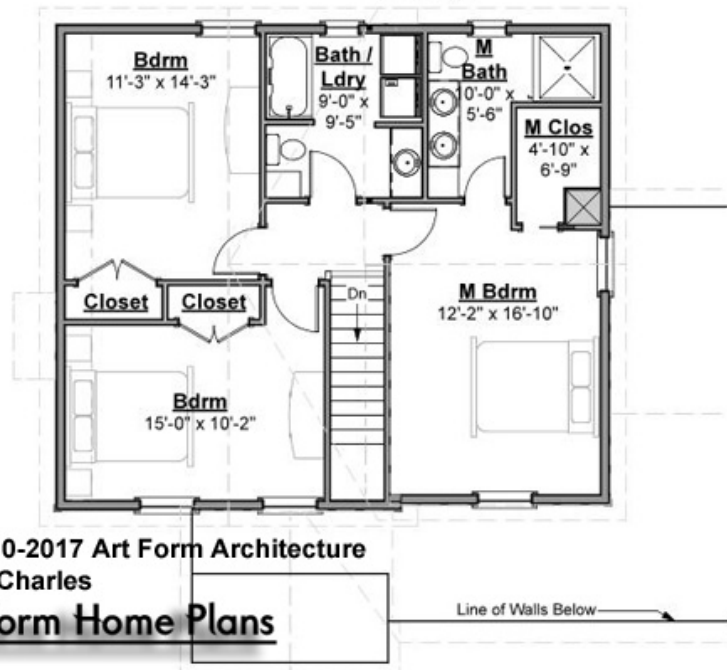 Bdrm
11'-3" x 14'-3"
Bath /
Ldry
9'-0" x
9'-5"
M
Bath
0'-0" x
5'-6"
M Clos
4'-10" x
6'-9"
Closet
Closet
Dn
M Bdrm
12'-2" x 16'-10"
Bdrm
15'-0" x 10'-2"
0-2017 Art Form Architecture
Charles
orm Home Plans
Line of Walls Below